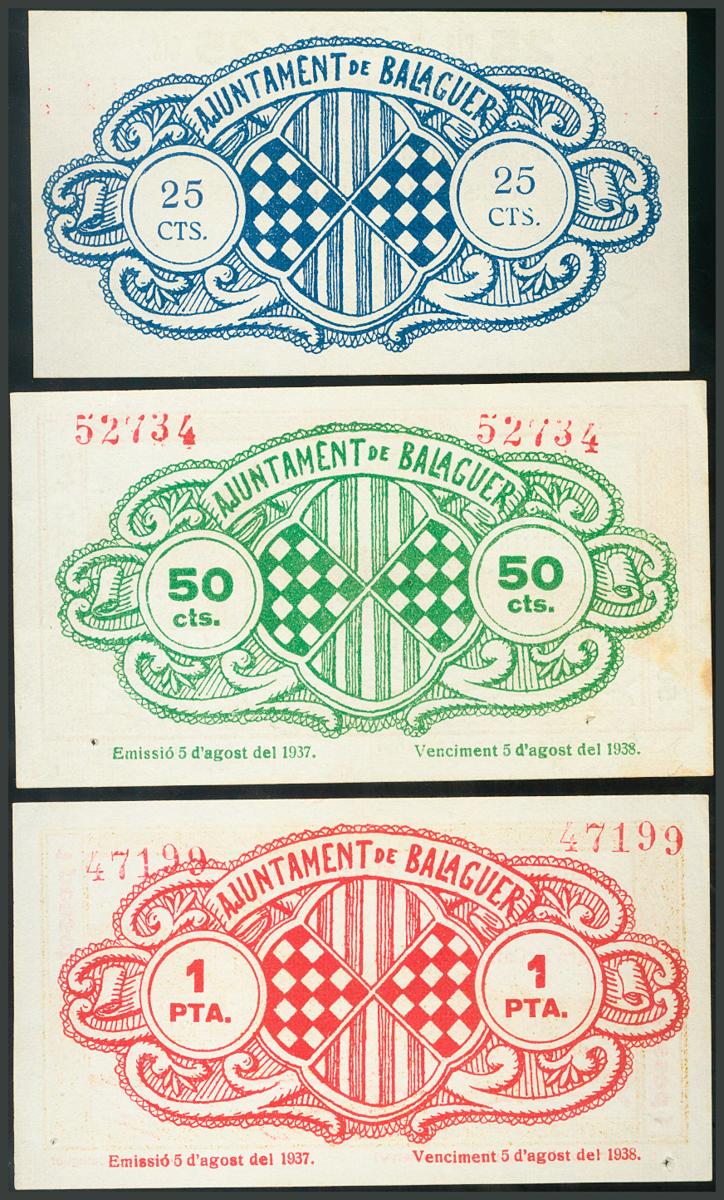 AJUNTAMENT DE BALAGUER
25 CTS.
25 CTS.
52734 52734
AJUNTAMENT DE BALAGUER
50 cts.
50 cts.
Emissió 5 d'agost del 1937. Venciment 5 d'agost del 1938.
47199 47199
AJUNTAMENT DE BALAGUER
1 PTA.
1 PTA.
Emissió 5 d'agost del 1937. Venciment 5 d'agost del 1938.